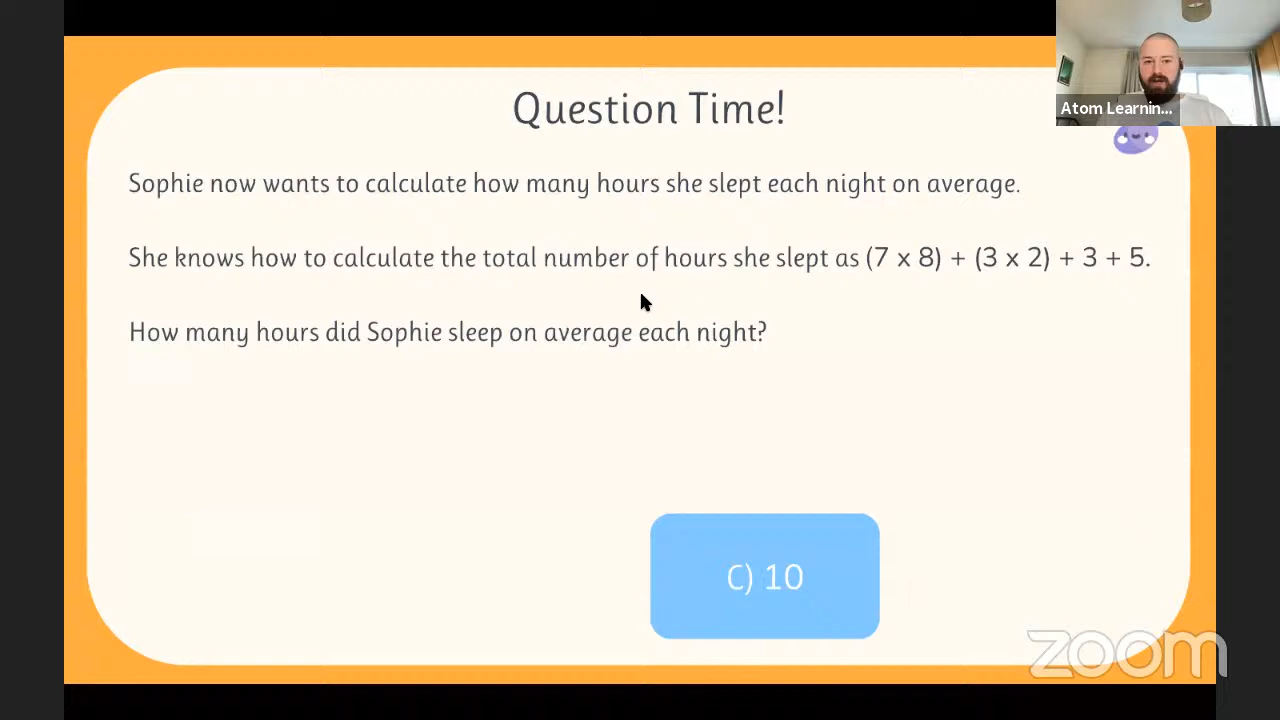 Question Time!
Atom Learnin...
Sophie now wants to calculate how many hours she slept each night on average.
She knows how to calculate the total number of hours she slept as (7 x 8) + (3 x 2) + 3 + 5.
How many hours did Sophie sleep on average each night?
C) 10
zoom